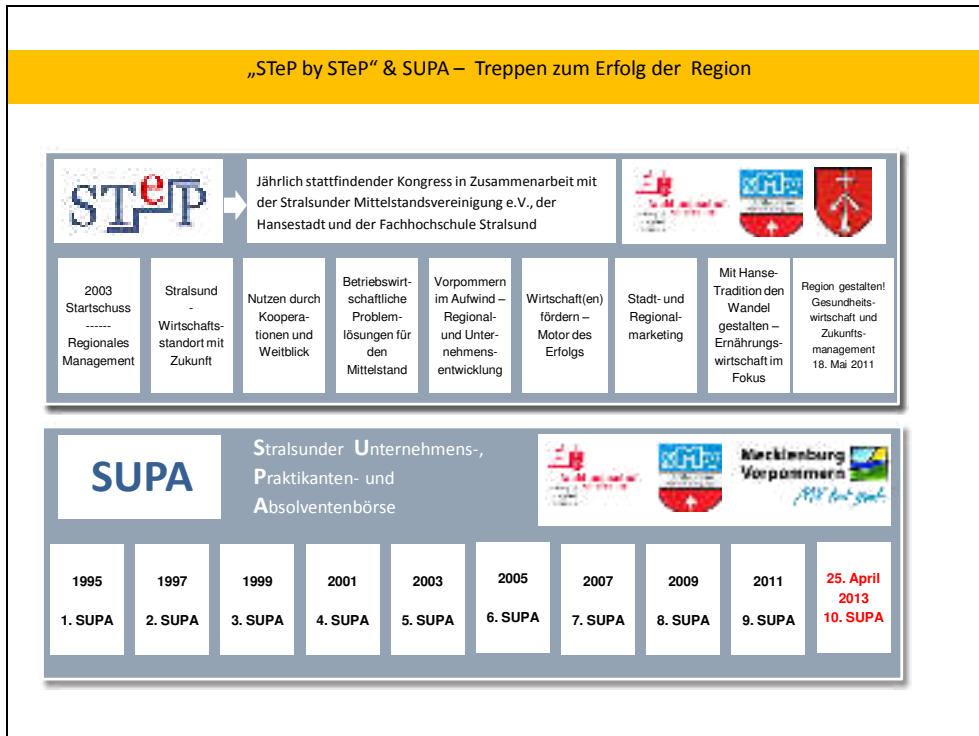 „STeP by STeP“ & SUPA – Treppen zum Erfolg der Region
STeP
Jährlich stattfindender Kongress in Zusammenarbeit mit
der Stralsunder Mittelstandsvereinigung e.V., der
Hansestadt und der Fachhochschule Stralsund
2003
Startschuss
------
Regionales
Management
Stralsund
-
Wirtschafts-
standort mit
Zukunft
Nutzen durch
Koopera-
tionen und
Weitblick
Betriebswirt-
schaftliche
Problem-
lösungen für
den
Mittelstand
Vorpommern
im Aufwind –
Regional-
und Unter-
nehmens-
entwicklung
Wirtschaft(en)
fördern –
Motor des
Erfolgs
Stadt- und
Regional-
marketing
Mit Hanse-
Tradition den
Wandel
gestalten –
Ernährungs-
wirtschaft im
Fokus
Region gestalten!
Gesundheits-
wirtschaft und
Zukunfts-
management
18. Mai 2011
SUPA
Stralsunder Unternehmens-,
Praktikanten- und
Absolventenbörse
Mecklenburg
Vorpommern
MV tut gut.
1995
1. SUPA
1997
2. SUPA
1999
3. SUPA
2001
4. SUPA
2003
5. SUPA
2005
6. SUPA
2007
7. SUPA
2009
8. SUPA
2011
9. SUPA
25. April
2013
10. SUPA